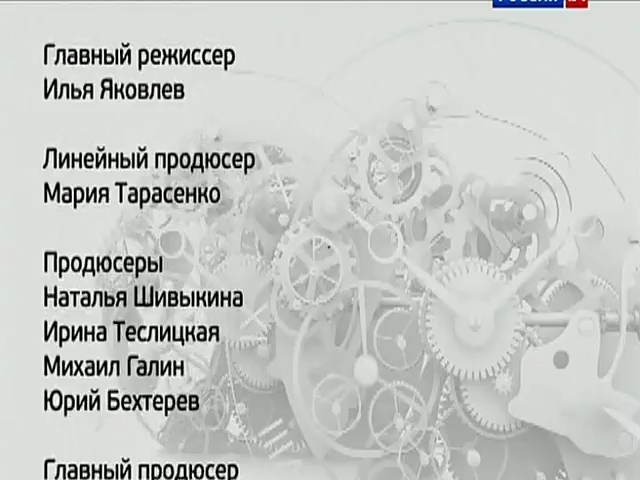 Главный режиссер
Илья Яковлев
Линейный продюсер
Мария Тарасенко
Продюсеры
Наталья Шивыкина
Ирина Теслицкая
Михаил Галин
Юрий Бехтерев
Главный продюсер